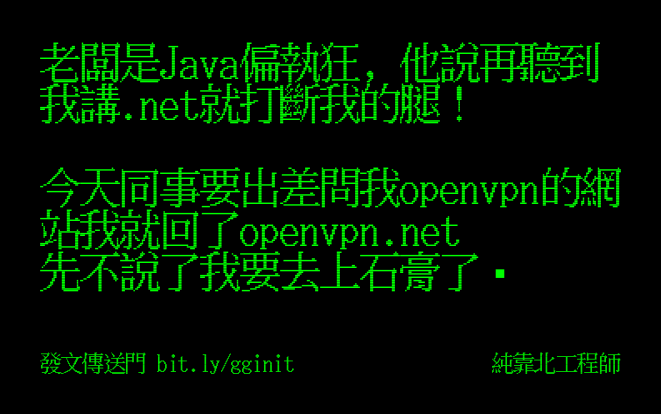 老闆是Java偏執狂, 他說再聽到
我講.net就打斷我的腿!
今天同事要出差問我openvpn的網
站我就回了openvpn.net
先不說了我要去上石膏了
發文傳送門 bit.ly/gginit
純靠北工程師